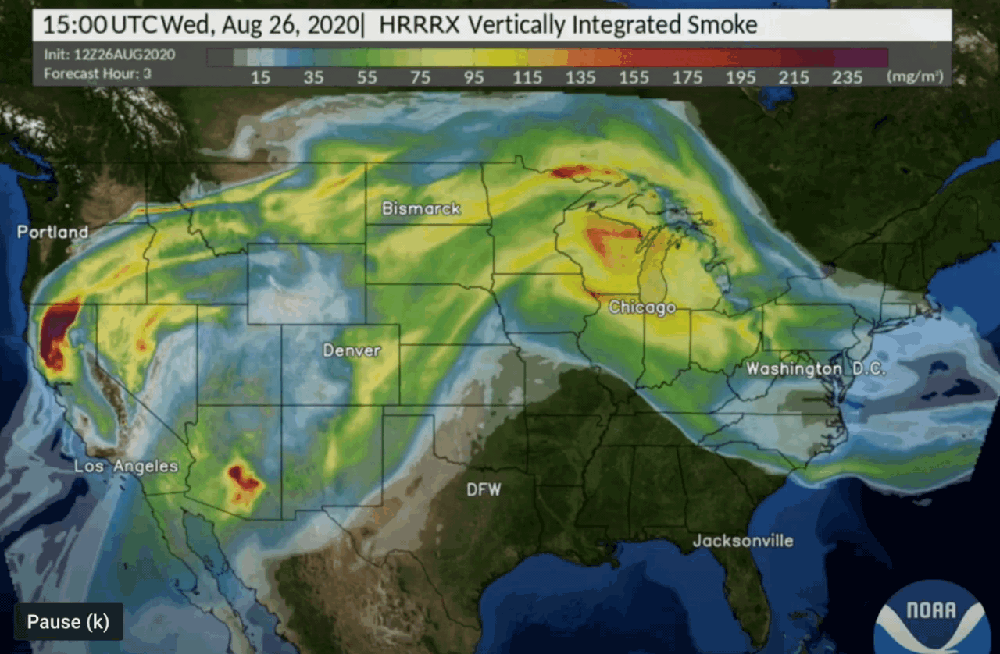 15:00 UTC Wed, Aug 26, 2020| HRRRX Vertically Integrated Smoke
Init: 12Z26AUG2020
Forecast Hour: 3
15 35 55 75 95 115 135 155 175 195 215 235 (mg/m²)
Bismarck
Portland
Chicago
Denver
Washington D.C.
Los Angeles
DFW
Jacksonville
NOAA
Pause (k)